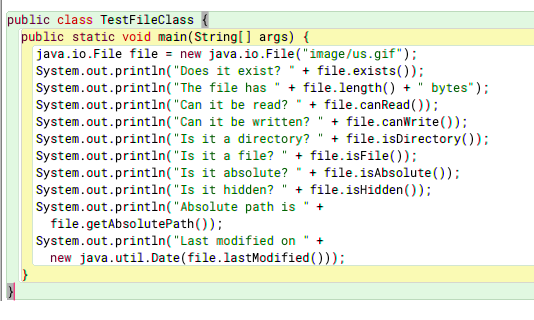 public class TestFileClass {
public static void main(String[] args) {
java.io.File file = new java.io.File("image/us.gif");
System.out.println("Does it exist? " + file.exists());
System.out.println("The file has " + file.length() + " bytes");
System.out.println("Can it be read? " + file.canRead());
System.out.println("Can it be written? " + file.canWrite());
System.out.println("Is it a directory? " + file.isDirectory());
System.out.println("Is it a file? " + file.isFile());
System.out.println("Is it absolute? " + file.isAbsolute());
System.out.println("Is it hidden? " + file.isHidden());
System.out.println("Absolute path is " +
file.getAbsolutePath());
System.out.println("Last modified on " +
new java.util.Date(file.lastModified()));
}
}